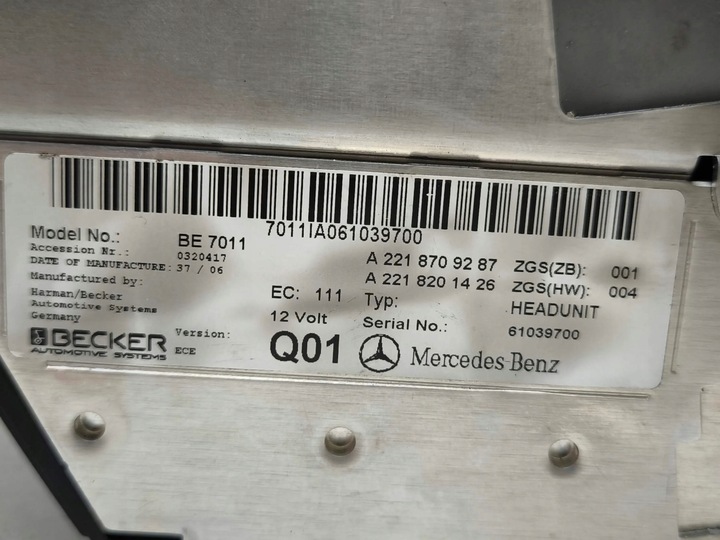 7011IA061039700
Model No.: BE 7011
Accession Nr.: 0320417
DATE OF MANUFACTURE: 37 / 06
Manufactured by:
Harman/Becker
Automotive Systems
Germany
A 221 870 92 87 ZGS(ZB): 001
A 221 820 14 26 ZGS(HW): 004
EC: 111 Typ: HEADUNIT
12 Volt Serial No.: 61039700
BECKER
AUTOMOTIVE SYSTEMS
Version:
ECE
Q01 Mercedes-Benz